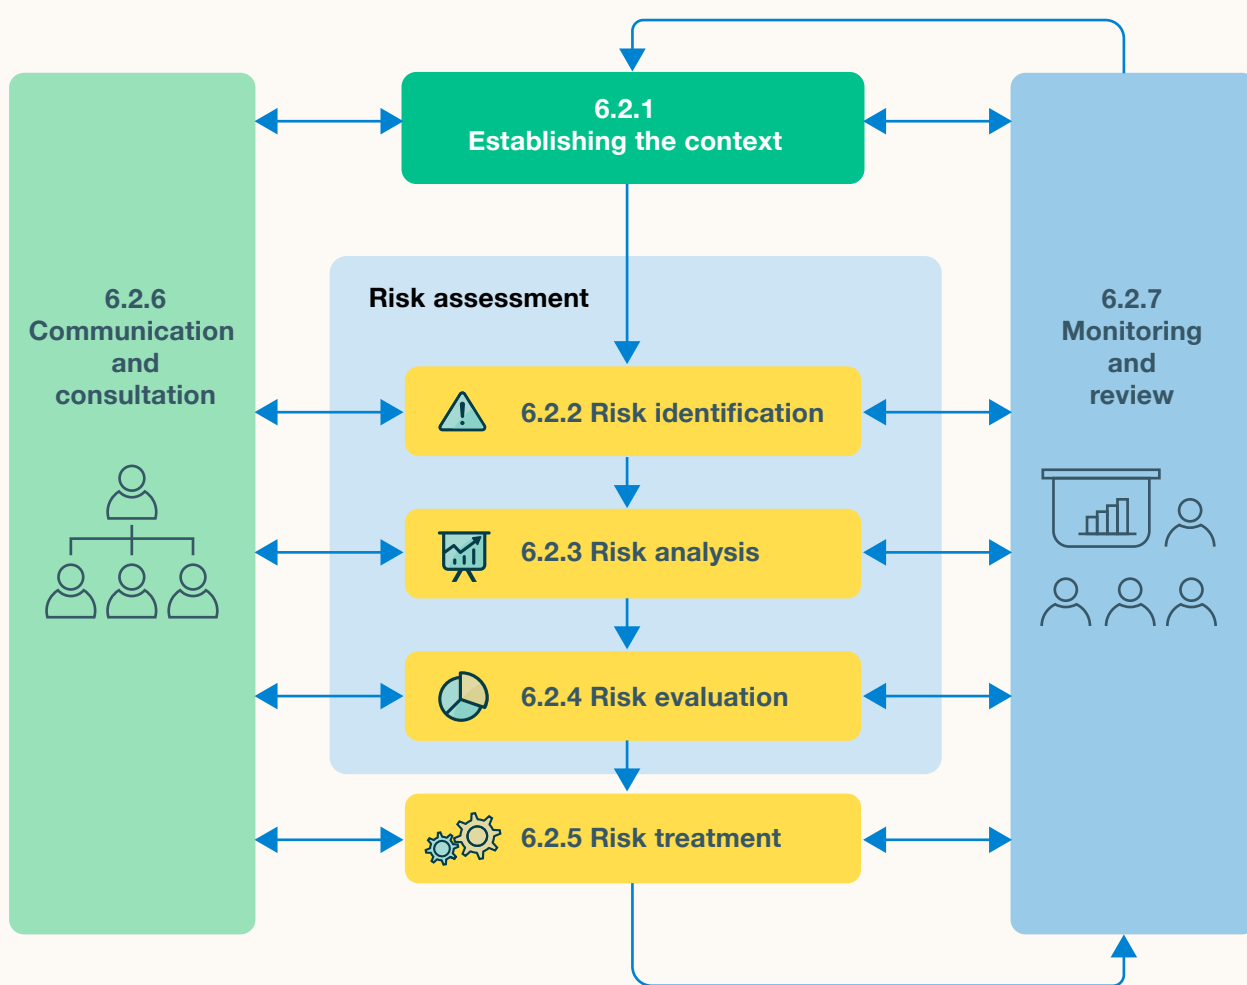 6.2.1
Establishing the context
Risk assessment
6.2.6
Communication
and
consultation
6.2.7
Monitoring
and
review
6.2.2 Risk identification
6.2.3 Risk analysis
6.2.4 Risk evaluation
6.2.5 Risk treatment